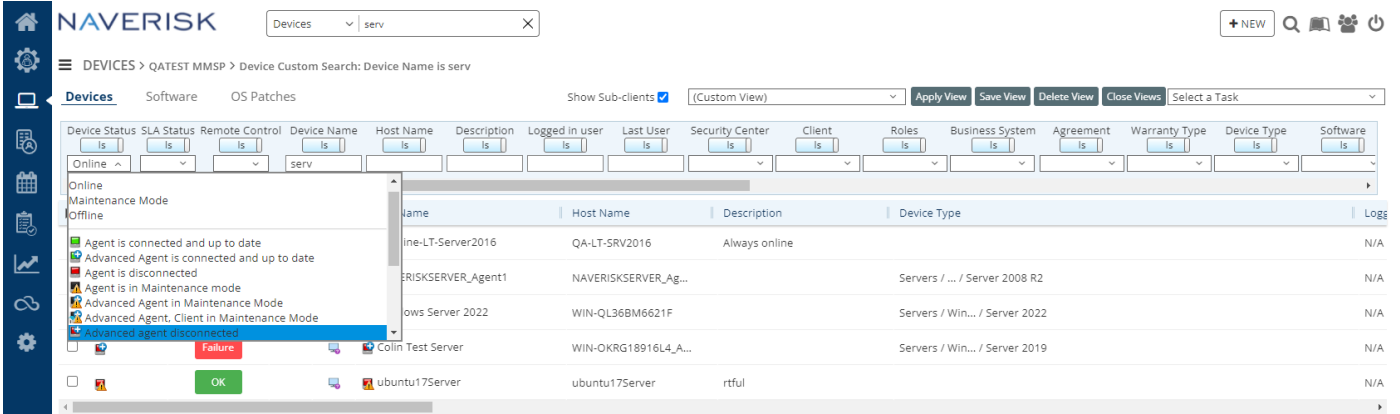 NAVERISK
Devices serv
+ NEW
DEVICES > QATEST MMSP > Device Custom Search: Device Name is serv
Devices Software OS Patches Show Sub-clients (Custom View) Apply View Save View Delete View Close Views Select a Task
Device Status SLA Status Remote Control Device Name Host Name Description Logged in user Last User Security Center Client Roles Business System Agreement Warranty Type Device Type Software
Is Is Is Is Is Is Is Is Is Is Is Is Is Is Is Is
Online serv
Online
Maintenance Mode
Offline
Agent is connected and up to date
Advanced Agent is connected and up to date
Agent is disconnected
Agent is in Maintenance mode
Advanced Agent in Maintenance Mode
Advanced Agent, Client in Maintenance Mode
Advanced agent disconnected
Name Host Name Description Device Type Logg
ine-LT-Server2016 QA-LT-SRV2016 Always online N/A
ERISKSERVER_Agent1 NAVERISKSERVER_Ag... Servers / ... / Server 2008 R2 N/A
ows Server 2022 WIN-QL36BM6621F Servers / Win... / Server 2022 N/A
Failure Colin Test Server WIN-OKRG18916L4_A... Servers / Win... / Server 2019 N/A
OK ubuntu17Server ubuntu17Server rtful N/A